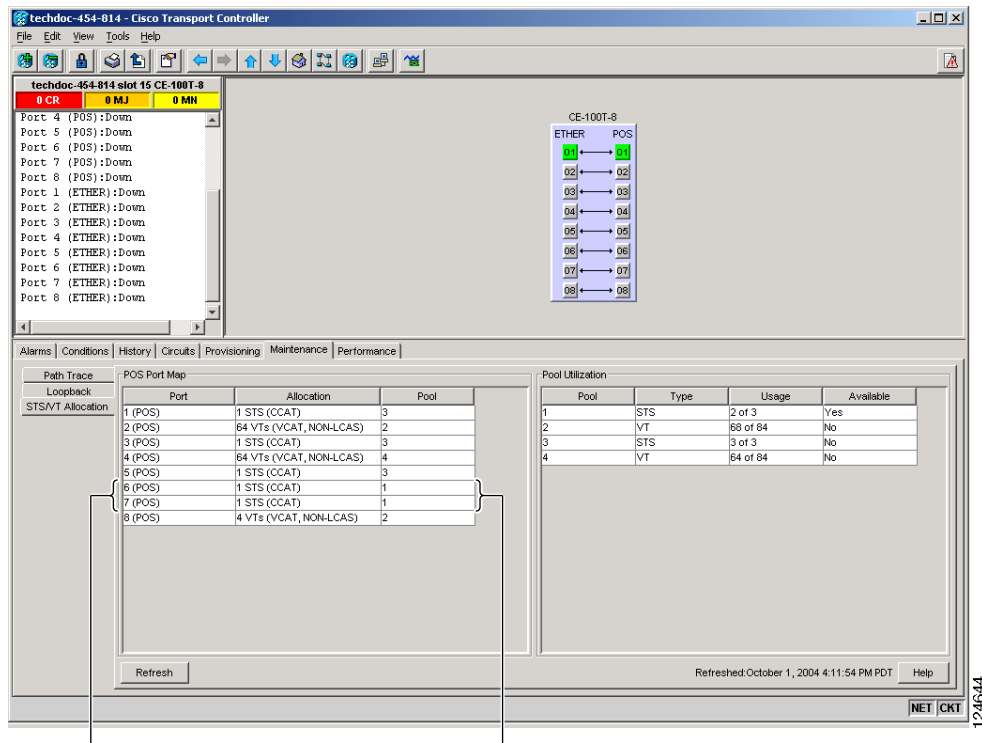 techdoc-454-814 - Cisco Transport Controller
File Edit View Tools Help
techdoc-454-814 slot 15 CE-100T-8
0 CR 0 MJ 0 MN
Port 4 (POS):Down
Port 5 (POS):Down
Port 6 (POS):Down
Port 7 (POS):Down
Port 8 (POS):Down
Port 1 (ETHER):Down
Port 2 (ETHER):Down
Port 3 (ETHER):Down
Port 4 (ETHER):Down
Port 5 (ETHER):Down
Port 6 (ETHER):Down
Port 7 (ETHER):Down
Port 8 (ETHER):Down
CE-100T-8
ETHER POS
01 01
02 02
03 03
04 04
05 05
06 06
07 07
08 08
Alarms Conditions History Circuits Provisioning Maintenance Performance
Path Trace
Loopback
STS/VT Allocation
POS Port Map
Port Allocation Pool
1 (POS) 1 STS (CCAT) 3
2 (POS) 64 VTs (VCAT, NON-LCAS) 2
3 (POS) 1 STS (CCAT) 3
4 (POS) 64 VTs (VCAT, NON-LCAS) 4
5 (POS) 1 STS (CCAT) 3
6 (POS) 1 STS (CCAT) 1
7 (POS) 1 STS (CCAT) 1
8 (POS) 4 VTs (VCAT, NON-LCAS) 2
Pool Utilization
Pool Type Usage Available
1 STS 2 of 3 Yes
2 VT 68 of 84 No
3 STS 3 of 3 No
4 VT 64 of 84 No
Refresh
Refreshed:October 1, 2004 4:11:54 PM PDT
Help
NET CKT
124644